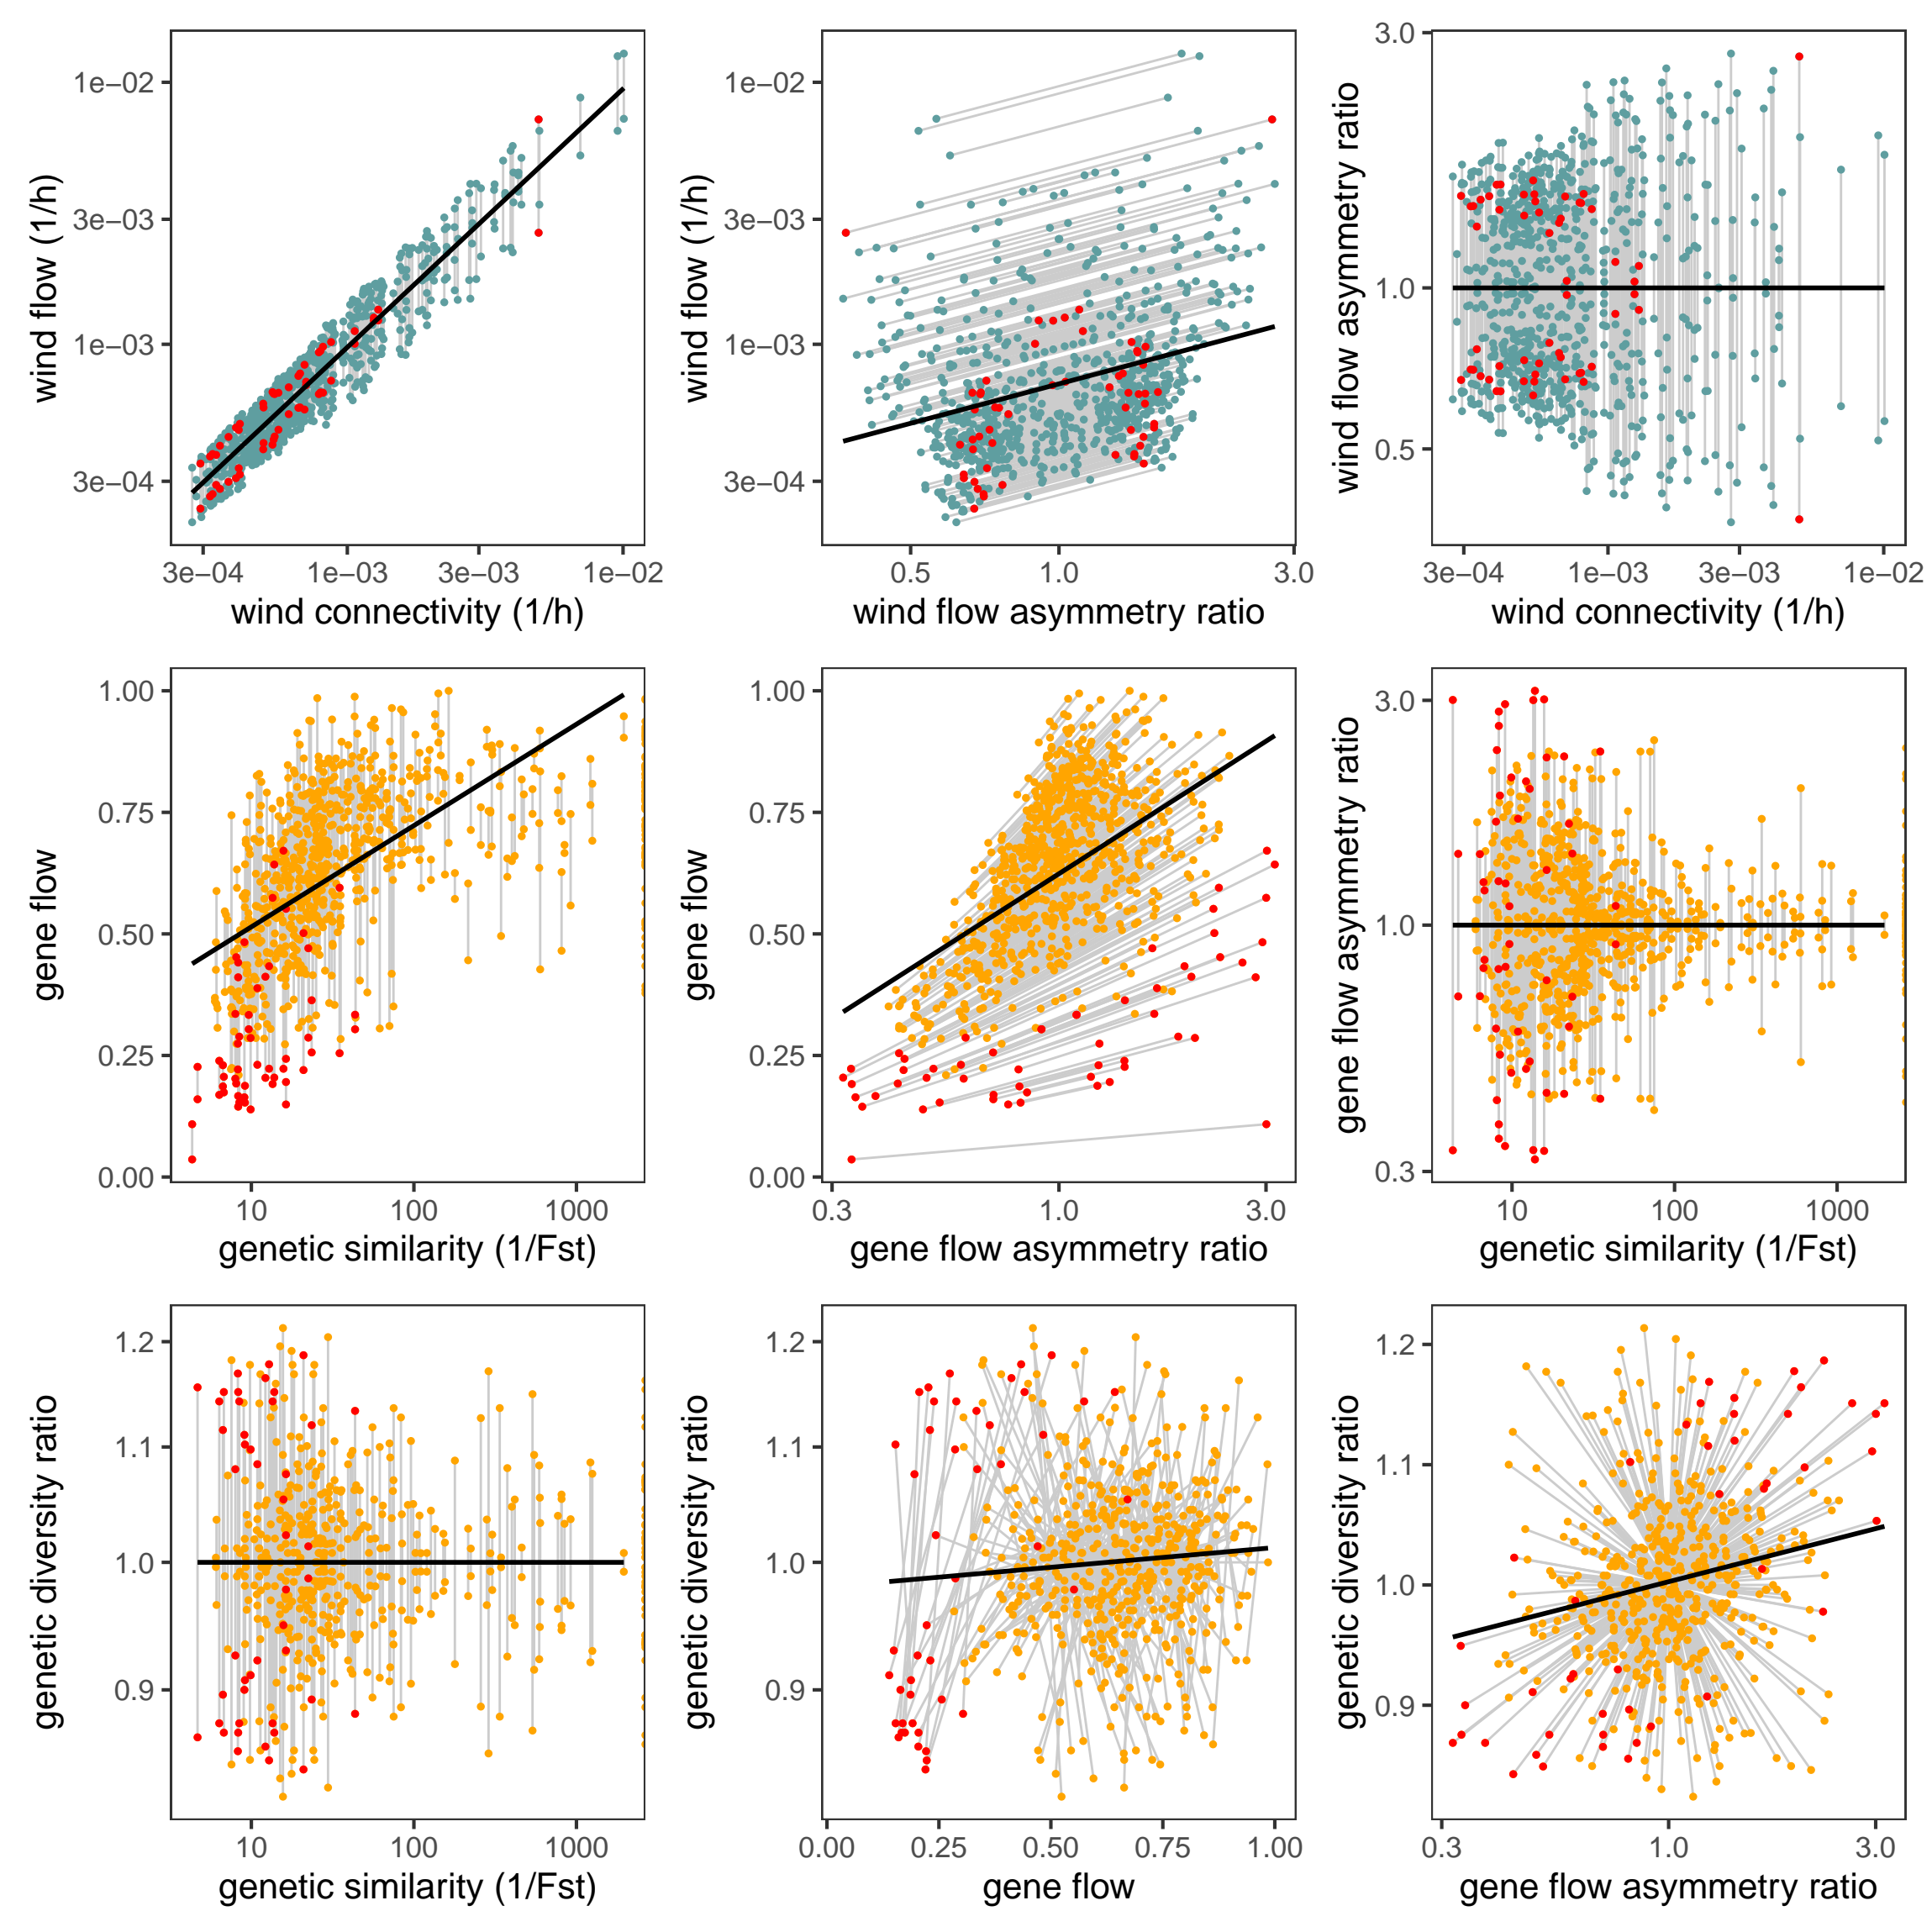 wind flow (1/h)
1e−02
3e−03
1e−03
3e−04
3e−04 1e−03 3e−03 1e−02
wind connectivity (1/h)
wind flow (1/h)
1e−02
3e−03
1e−03
3e−04
0.5 1.0 3.0
wind flow asymmetry ratio
wind flow asymmetry ratio
3.0
1.0
0.5
3e−04 1e−03 3e−03 1e−02
wind connectivity (1/h)
gene flow
1.00
0.75
0.50
0.25
0.00
10 100 1000
genetic similarity (1/Fst)
gene flow
1.00
0.75
0.50
0.25
0.00
0.3 1.0 3.0
gene flow asymmetry ratio
gene flow asymmetry ratio
3.0
1.0
0.3
10 100 1000
genetic similarity (1/Fst)
genetic diversity ratio
1.2
1.1
1.0
0.9
10 100 1000
genetic similarity (1/Fst)
genetic diversity ratio
1.2
1.1
1.0
0.9
0.00 0.25 0.50 0.75 1.00
gene flow
genetic diversity ratio
1.2
1.1
1.0
0.9
0.3 1.0 3.0
gene flow asymmetry ratio